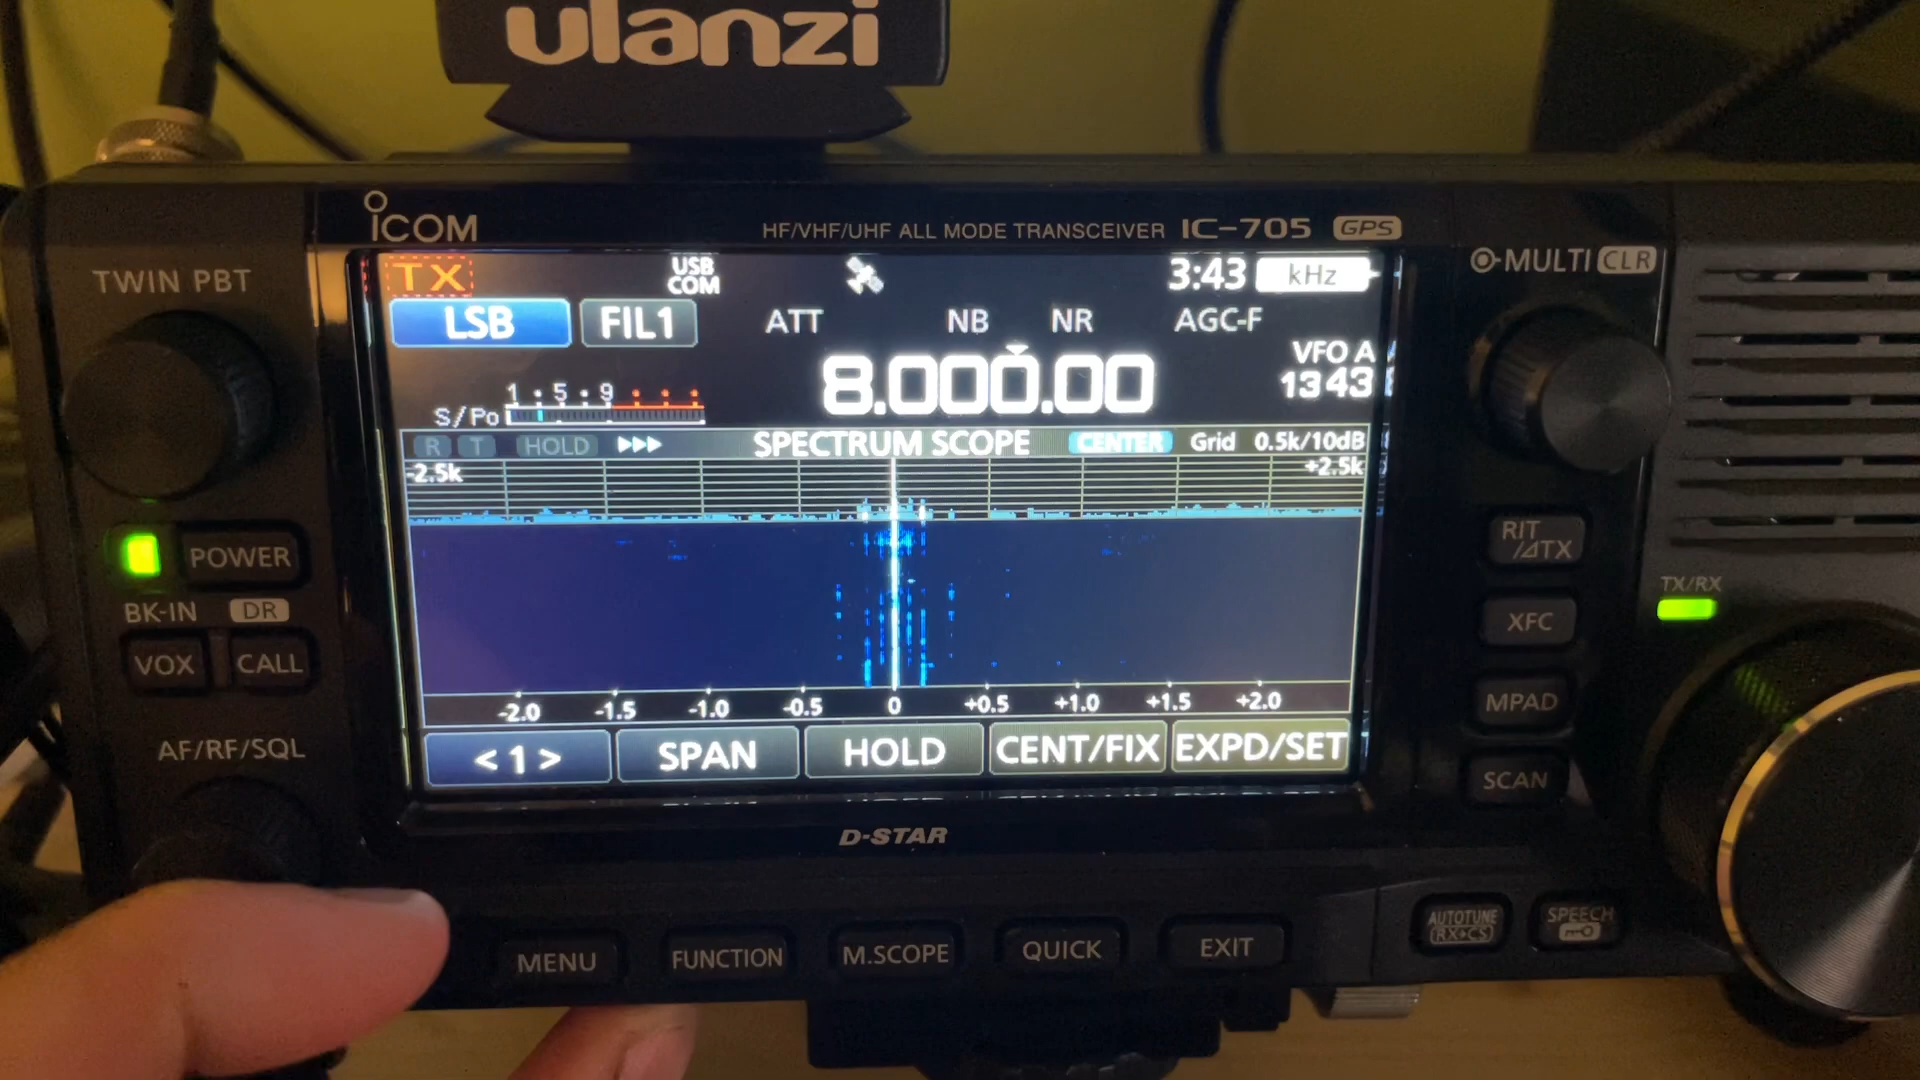 ulanzi
ICOM
HF/VHF/UHF ALL MODE TRANSCEIVER IC-705 GPS
TWIN PBT
MULTI CLR
TX
USB COM
3:43 kHz
LSB FIL1 ATT NB NR AGC-F
8.000.00
VFO A
S/Po 1 5 9
R T HOLD SPECTRUM SCOPE CENTER Grid 0.5k/10dB
-2.5k +2.5k
-2.0 -1.5 -1.0 -0.5 0 +0.5 +1.0 +1.5 +2.0
< 1 > SPAN HOLD CENT/FIX EXPD/SET
POWER
BK-IN DR
VOX CALL
AF/RF/SQL
RIT
/⊿TX
TX/RX
XFC
MPAD
SCAN
D-STAR
MENU FUNCTION M.SCOPE QUICK EXIT
AUTOTUNE
RX→CS
SPEECH